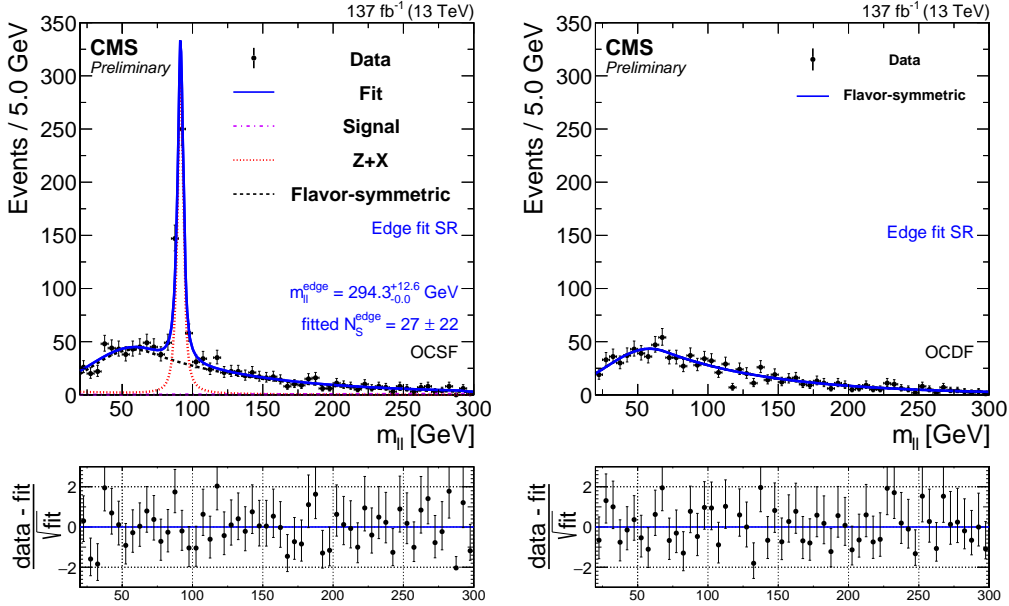 137 fb⁻¹ (13 TeV)
Events / 5.0 GeV
350
300
250
200
150
100
50
0
CMS
Preliminary
Data
Fit
Signal
Z+X
Flavor-symmetric
Edge fit SR
m_ll^edge = 294.3 +12.6 -0.0 GeV
fitted N_S^edge = 27 ± 22
OCSF
50 100 150 200 250 300
m_ll [GeV]
data - fit
√fit
2
0
−2
50 100 150 200 250 300
137 fb⁻¹ (13 TeV)
Events / 5.0 GeV
350
300
250
200
150
100
50
0
CMS
Preliminary
Data
Flavor-symmetric
Edge fit SR
OCDF
50 100 150 200 250 300
m_ll [GeV]
data - fit
√fit
2
0
−2
50 100 150 200 250 300